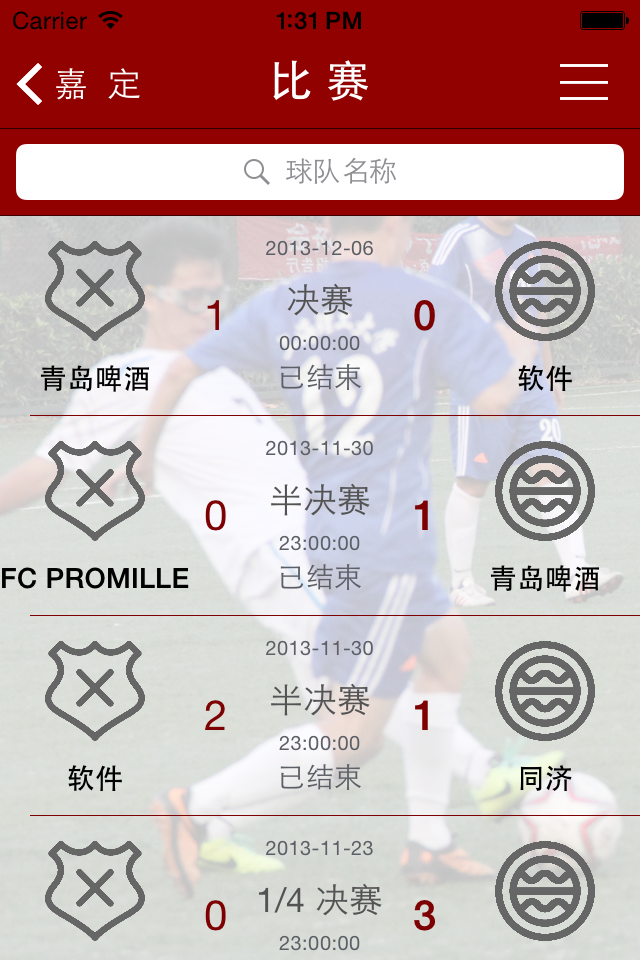 Carrier 1:31 PM
嘉 定 比 赛
球队名称
2013-12-06
1 决赛 0
00:00:00
青岛啤酒 已结束 软件
2013-11-30
0 半决赛 1
23:00:00
FC PROMILLE 已结束 青岛啤酒
2013-11-30
2 半决赛 1
23:00:00
软件 已结束 同济
2013-11-23
0 1/4 决赛 3
23:00:00
12
20